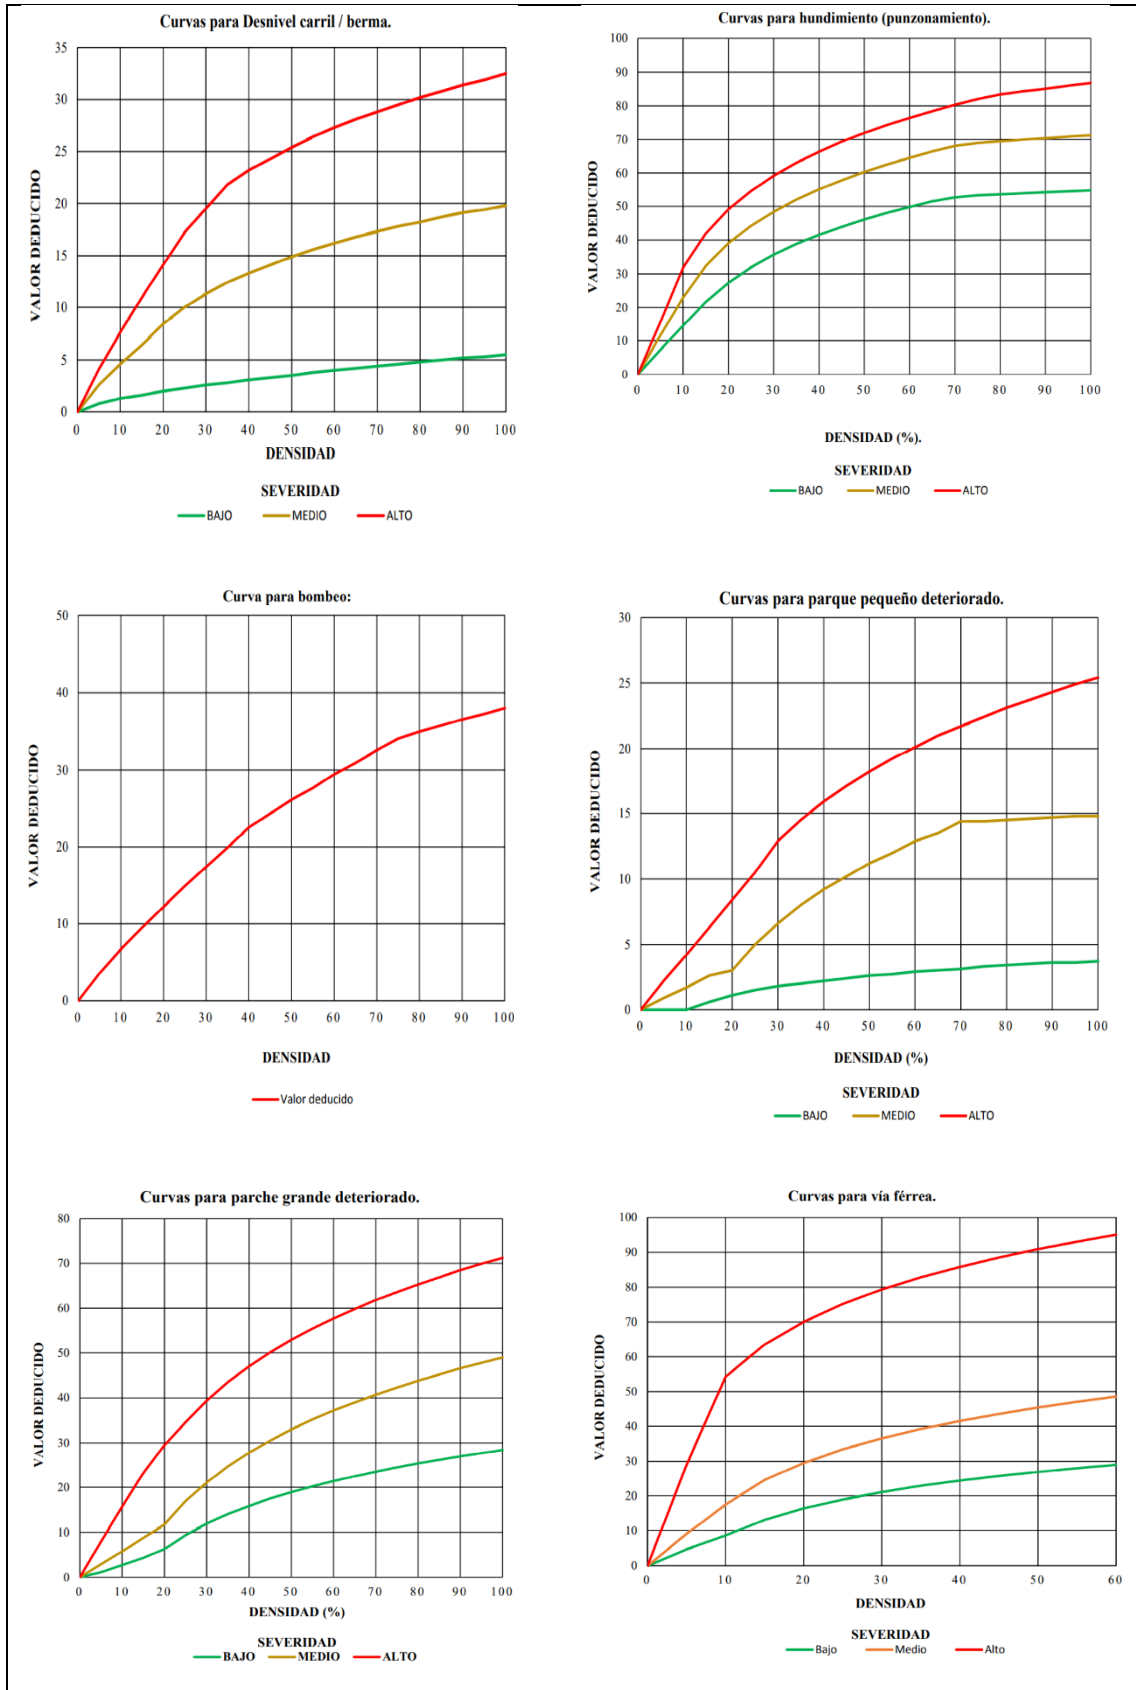 Curvas para Desnivel carril / berma.
35
30
25
20
15
10
5
0
VALOR DEDUCIDO
0 10 20 30 40 50 60 70 80 90 100
DENSIDAD
SEVERIDAD
BAJO MEDIO ALTO
Curvas para hundimiento (punzonamiento).
100
90
80
70
60
50
40
30
20
10
0
VALOR DEDUCIDO
0 10 20 30 40 50 60 70 80 90 100
DENSIDAD (%).
SEVERIDAD
BAJO MEDIO ALTO
Curva para bombeo:
50
40
30
20
10
0
VALOR DEDUCIDO
0 10 20 30 40 50 60 70 80 90 100
DENSIDAD
Valor deducido
Curvas para parque pequeño deteriorado.
30
25
20
15
10
5
0
VALOR DEDUCIDO
0 10 20 30 40 50 60 70 80 90 100
DENSIDAD (%)
SEVERIDAD
BAJO MEDIO ALTO
Curvas para parche grande deteriorado.
80
70
60
50
40
30
20
10
0
VALOR DEDUCIDO
0 10 20 30 40 50 60 70 80 90 100
DENSIDAD (%)
SEVERIDAD
BAJO MEDIO ALTO
Curvas para vía férrea.
100
90
80
70
60
50
40
30
20
10
0
VALOR DEDUCIDO
0 10 20 30 40 50 60
DENSIDAD
SEVERIDAD
Bajo Medio Alto